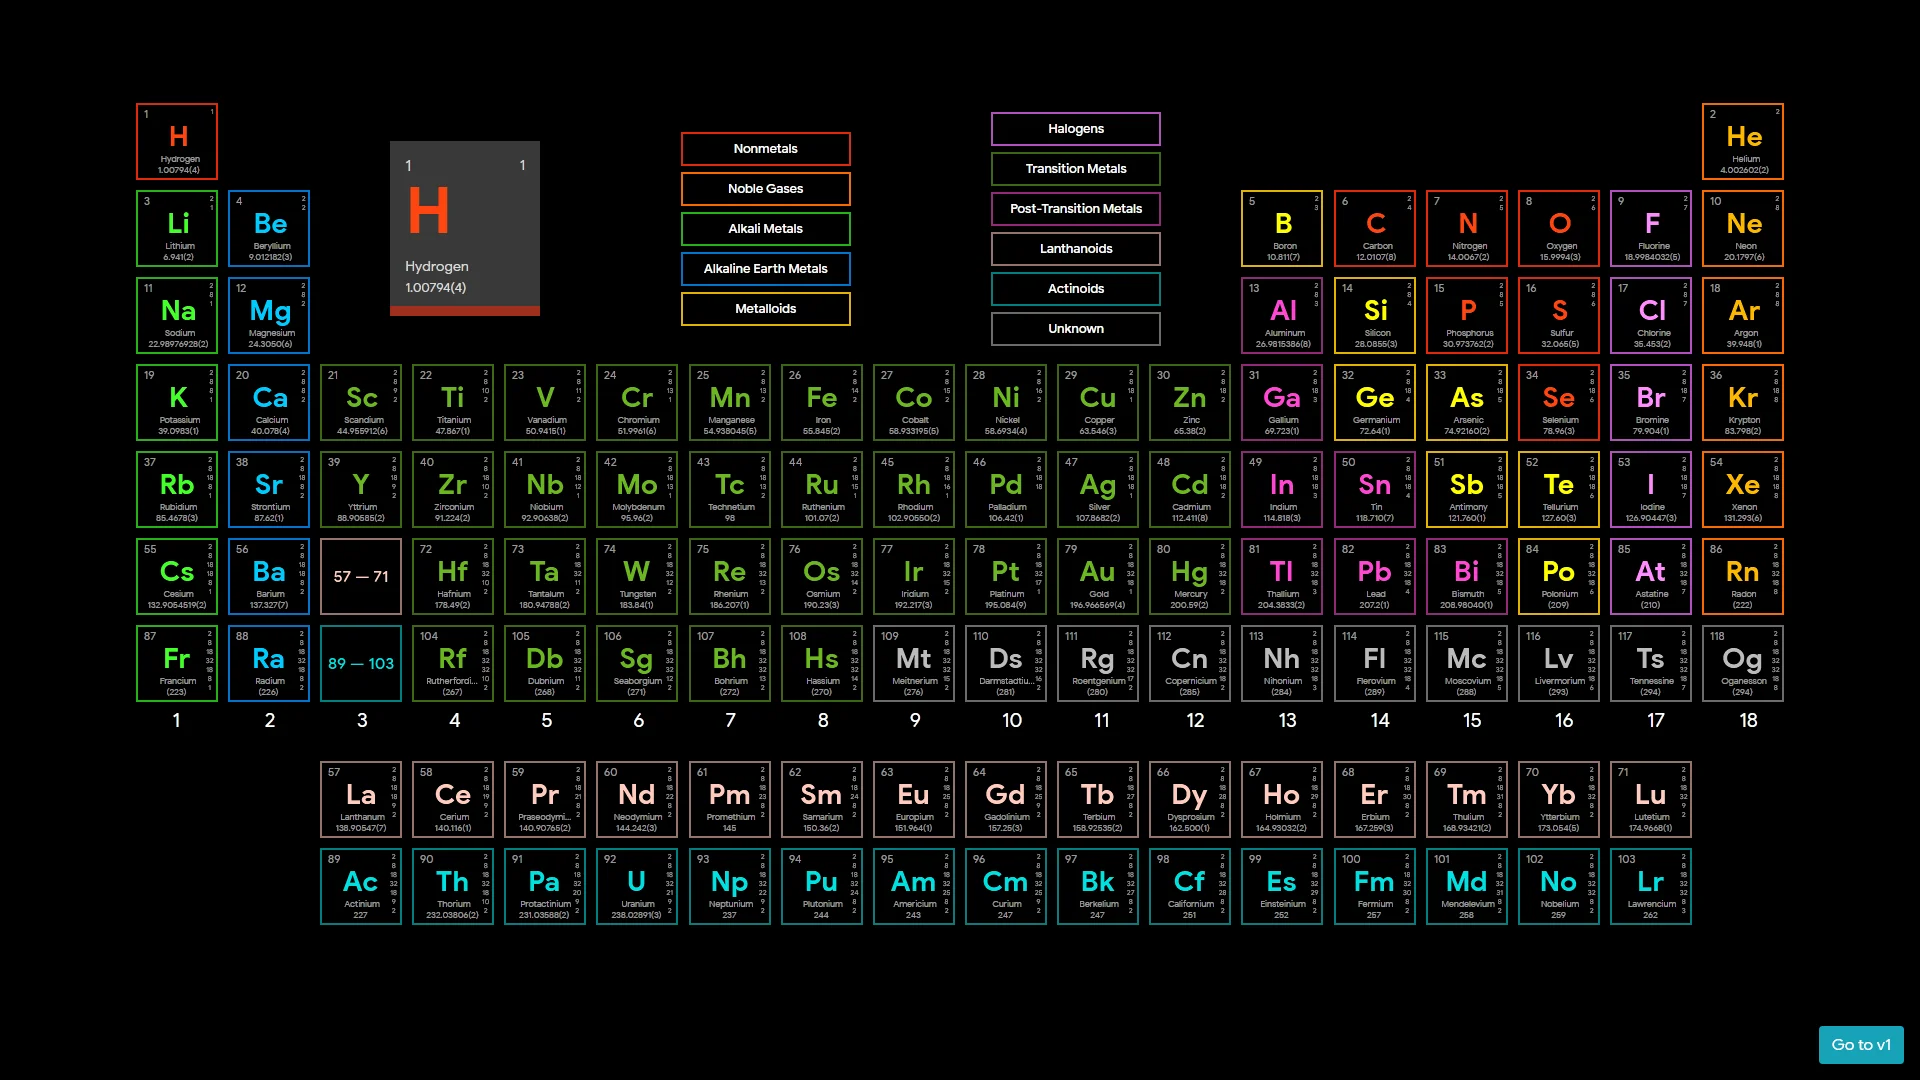 1 1 2 2
H He
Hydrogen Helium
1.00794(4) 4.002602(2)
1 1
H
Hydrogen
1.00794(4)
Nonmetals
Noble Gases
Alkali Metals
Alkaline Earth Metals
Metalloids
Halogens
Transition Metals
Post-Transition Metals
Lanthanoids
Actinoids
Unknown
3 4 5 6 7 8 9 10
Li Be B C N O F Ne
Lithium Beryllium Boron Carbon Nitrogen Oxygen Fluorine Neon
6.941(2) 9.012182(3) 10.811(7) 12.0107(8) 14.0067(2) 15.9994(3) 18.9984032(5) 20.1797(6)
11 12 13 14 15 16 17 18
Na Mg Al Si P S Cl Ar
Sodium Magnesium Aluminum Silicon Phosphorus Sulfur Chlorine Argon
22.98976928(2) 24.3050(6) 26.9815386(8) 28.0855(3) 30.973762(2) 32.065(5) 35.453(2) 39.948(1)
19 20 21 22 23 24 25 26 27 28 29 30 31 32 33 34 35 36
K Ca Sc Ti V Cr Mn Fe Co Ni Cu Zn Ga Ge As Se Br Kr
Potassium Calcium Scandium Titanium Vanadium Chromium Manganese Iron Cobalt Nickel Copper Zinc Gallium Germanium Arsenic Selenium Bromine Krypton
39.0983(1) 40.078(4) 44.955912(6) 47.867(1) 50.9415(1) 51.9961(6) 54.938045(5) 55.845(2) 58.933195(5) 58.6934(4) 63.546(3) 65.38(2) 69.723(1) 72.64(1) 74.92160(2) 78.96(3) 79.904(1) 83.798(2)
37 38 39 40 41 42 43 44 45 46 47 48 49 50 51 52 53 54
Rb Sr Y Zr Nb Mo Tc Ru Rh Pd Ag Cd In Sn Sb Te I Xe
Rubidium Strontium Yttrium Zirconium Niobium Molybdenum Technetium Ruthenium Rhodium Palladium Silver Cadmium Indium Tin Antimony Tellurium Iodine Xenon
85.4678(3) 87.62(1) 88.90585(2) 91.224(2) 92.90638(2) 95.96(2) 98 101.07(2) 102.90550(2) 106.42(1) 107.8682(2) 112.411(8) 114.818(3) 118.710(7) 121.760(1) 127.60(3) 126.90447(3) 131.293(6)
55 56 72 73 74 75 76 77 78 79 80 81 82 83 84 85 86
Cs Ba 57 — 71 Hf Ta W Re Os Ir Pt Au Hg Tl Pb Bi Po At Rn
Cesium Barium Hafnium Tantalum Tungsten Rhenium Osmium Iridium Platinum Gold Mercury Thallium Lead Bismuth Polonium Astatine Radon
132.9054519(2) 137.327(7) 178.49(2) 180.94788(2) 183.84(1) 186.207(1) 190.23(3) 192.217(3) 195.084(9) 196.966569(4) 200.59(2) 204.3833(2) 207.2(1) 208.98040(1) (209) (210) (222)
87 88 104 105 106 107 108 109 110 111 112 113 114 115 116 117 118
Fr Ra 89 — 103 Rf Db Sg Bh Hs Mt Ds Rg Cn Nh Fl Mc Lv Ts Og
Francium Radium Rutherfordi... Dubnium Seaborgium Bohrium Hassium Meitnerium Darmstadtiu... Roentgenium Copernicium Nihonium Flerovium Moscovium Livermorium Tennessine Oganesson
(223) (226) (267) (268) (271) (272) (270) (276) (281) (280) (285) (284) (289) (288) (293) (294) (294)
1 2 3 4 5 6 7 8 9 10 11 12 13 14 15 16 17 18
57 58 59 60 61 62 63 64 65 66 67 68 69 70 71
La Ce Pr Nd Pm Sm Eu Gd Tb Dy Ho Er Tm Yb Lu
Lanthanum Cerium Praseodymi... Neodymium Promethium Samarium Europium Gadolinium Terbium Dysprosium Holmium Erbium Thulium Ytterbium Lutetium
138.90547(7) 140.116(1) 140.90765(2) 144.242(3) 145 150.36(2) 151.964(1) 157.25(3) 158.92535(2) 162.500(1) 164.93032(2) 167.259(3) 168.93421(2) 173.054(5) 174.9668(1)
89 90 91 92 93 94 95 96 97 98 99 100 101 102 103
Ac Th Pa U Np Pu Am Cm Bk Cf Es Fm Md No Lr
Actinium Thorium Protactinium Uranium Neptunium Plutonium Americium Curium Berkelium Californium Einsteinium Fermium Mendelevium Nobelium Lawrencium
227 232.03806(2) 231.03588(2) 238.02891(3) 237 244 243 247 247 251 252 257 258 259 262
Go to v1